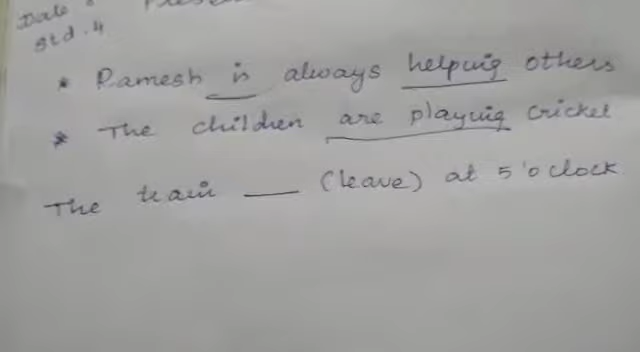 Date
Std. 4
* Ramesh is always helping others
* The children are playing cricket
The train ___ (leave) at 5'o clock